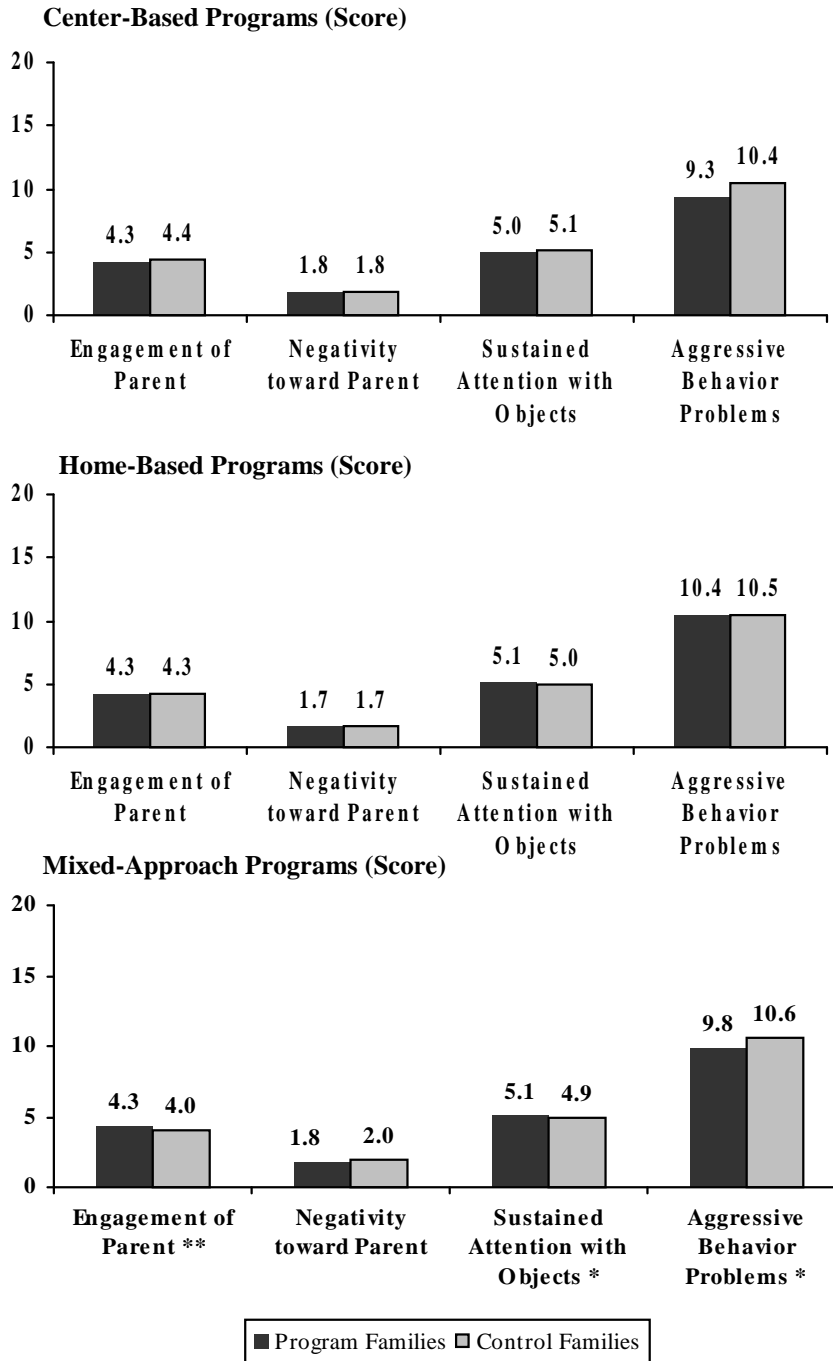 Center-Based Programs (Score)
20
15
10
5
0
4.3 4.4
1.8 1.8
5.0 5.1
9.3 10.4
Engagement of
Parent
Negativity
toward Parent
Sustained
Attention with
Objects
Aggressive
Behavior
Problems
Home-Based Programs (Score)
20
15
10
5
0
4.3 4.3
1.7 1.7
5.1 5.0
10.4 10.5
Engagement of
Parent
Negativity
toward Parent
Sustained
Attention with
Objects
Aggressive
Behavior
Problems
Mixed-Approach Programs (Score)
20
15
10
5
0
4.3 4.0
1.8 2.0
5.1 4.9
9.8 10.6
Engagement of
Parent **
Negativity
toward Parent
Sustained
Attention with
Objects *
Aggressive
Behavior
Problems *
Program Families Control Families